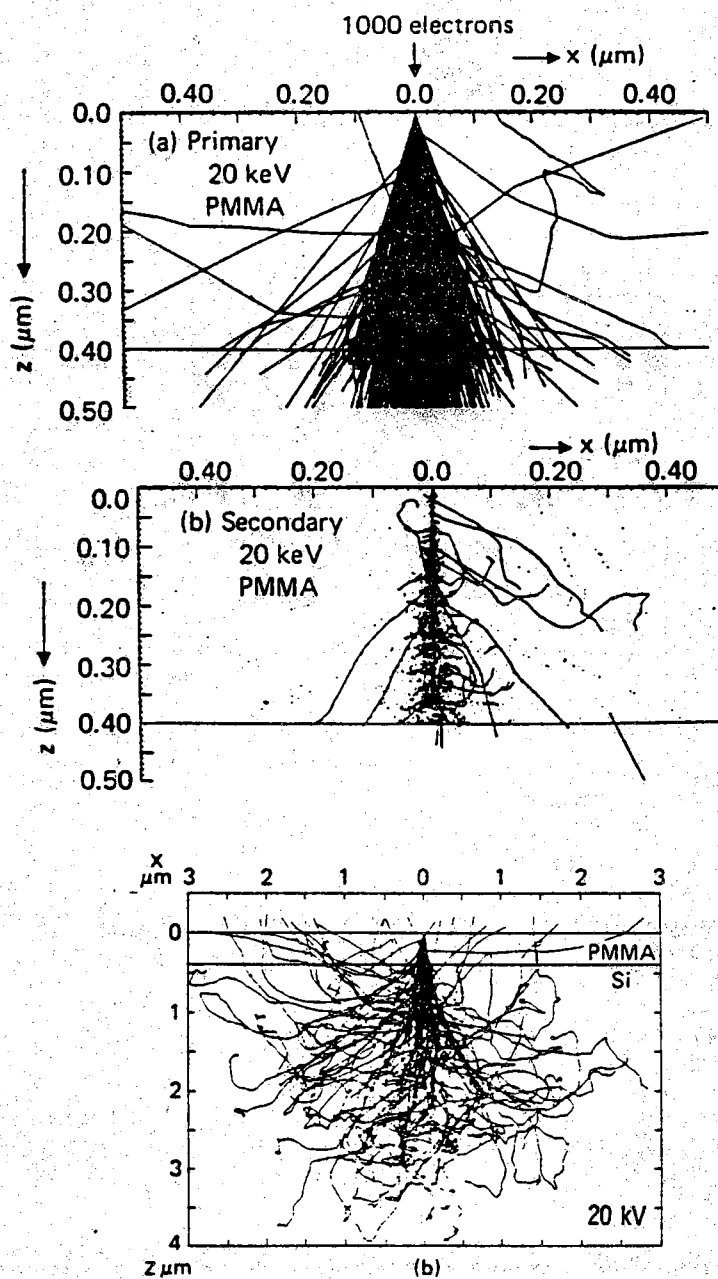 1000 electrons
x (μm)
0.40 0.20 0.0 0.20 0.40
0.0
(a) Primary
0.10
20 keV
PMMA
0.20
z (μm)
0.30
0.40
0.50
x (μm)
0.40 0.20 0.0 0.20 0.40
0.0
(b) Secondary
0.10
20 keV
PMMA
0.20
z (μm)
0.30
0.40
0.50
x
μm 3 2 1 0 1 2 3
0
PMMA
Si
1
2
3
20 kV
4
z μm (b)